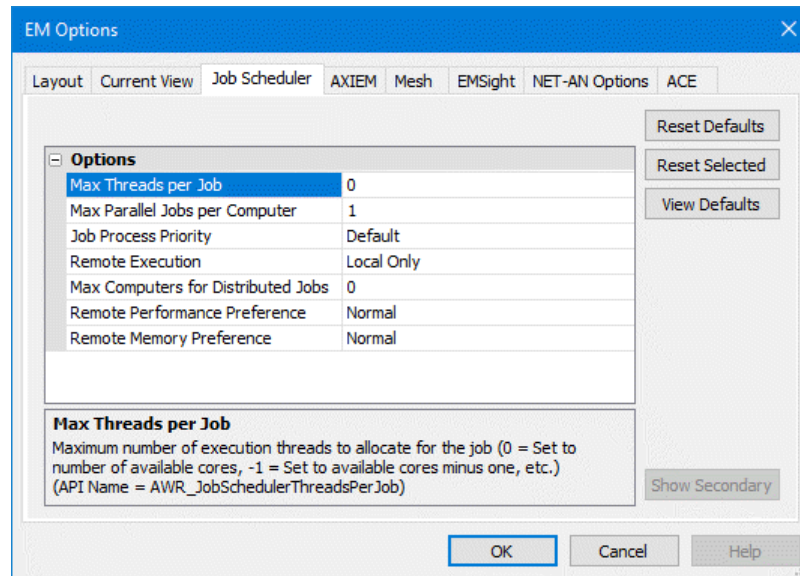 EM Options
Layout Current View Job Scheduler AXIEM Mesh EMSight NET-AN Options ACE
Reset Defaults
Options
Reset Selected
Max Threads per Job 0
Max Parallel Jobs per Computer 1
View Defaults
Job Process Priority Default
Remote Execution Local Only
Max Computers for Distributed Jobs 0
Remote Performance Preference Normal
Remote Memory Preference Normal
Max Threads per Job
Maximum number of execution threads to allocate for the job (0 = Set to
number of available cores, -1 = Set to available cores minus one, etc.)
(API Name = AWR_JobSchedulerThreadsPerJob)
Show Secondary
OK Cancel Help